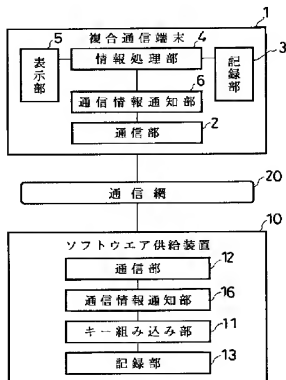 1
複合通信端末
5
4
情報処理部
3
表示部
記録部
6
通信情報通知部
2
通信部
20
通信網
10
ソフトウエア供給装置
12
通信部
16
通信情報通知部
11
キー組み込み部
13
記録部